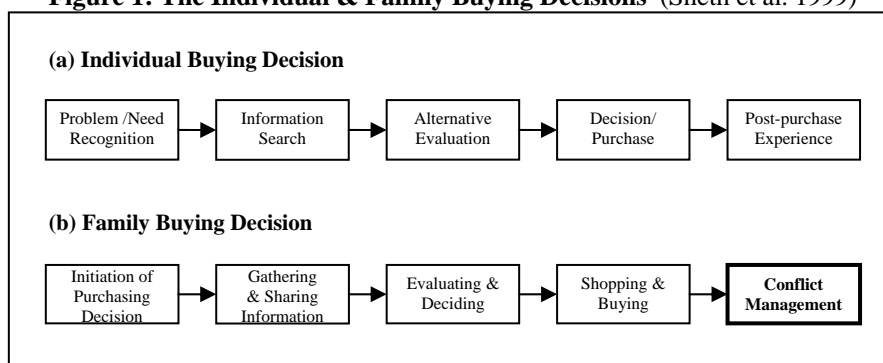 Figure 1: The Individual & Family Buying Decisions (Sheth et al. 1999)
(a) Individual Buying Decision
Problem /Need
Recognition
Information
Search
Alternative
Evaluation
Decision/
Purchase
Post-purchase
Experience
(b) Family Buying Decision
Initiation of
Purchasing
Decision
Gathering
& Sharing
Information
Evaluating &
Deciding
Shopping &
Buying
Conflict
Management